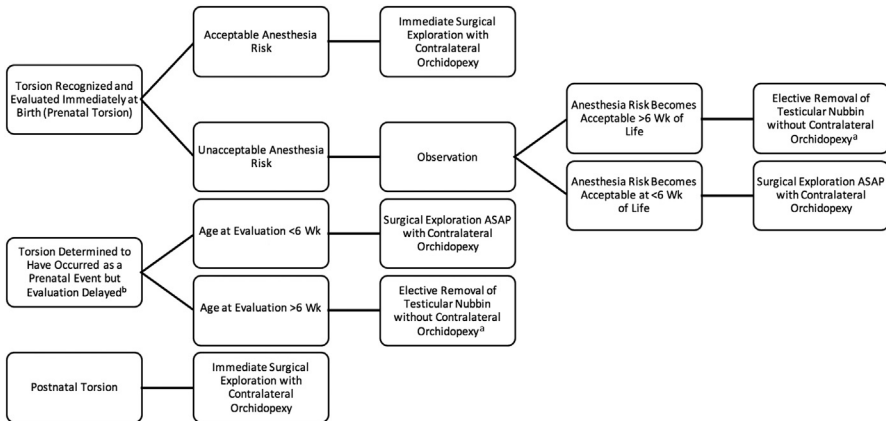 Acceptable Anesthesia
Risk
Immediate Surgical
Exploration with
Contralateral
Orchidopexy
Torsion Recognized and
Evaluated Immediately at
Birth (Prenatal Torsion)
Unacceptable Anesthesia
Risk
Observation
Anesthesia Risk Becomes
Acceptable >6 Wk of
Life
Elective Removal of
Testicular Nubbin
without Contralateral
Orchidopexyᵃ
Anesthesia Risk Becomes
Acceptable at <6 Wk
of Life
Surgical Exploration ASAP
with Contralateral
Orchidopexy
Torsion Determined to
Have Occurred as a
Prenatal Event but
Evaluation Delayedᵇ
Age at Evaluation <6 Wk
Surgical Exploration ASAP
with Contralateral
Orchidopexy
Age at Evaluation >6 Wk
Elective Removal of
Testicular Nubbin
without Contralateral
Orchidopexyᵃ
Postnatal Torsion
Immediate Surgical
Exploration with
Contralateral
Orchidopexy